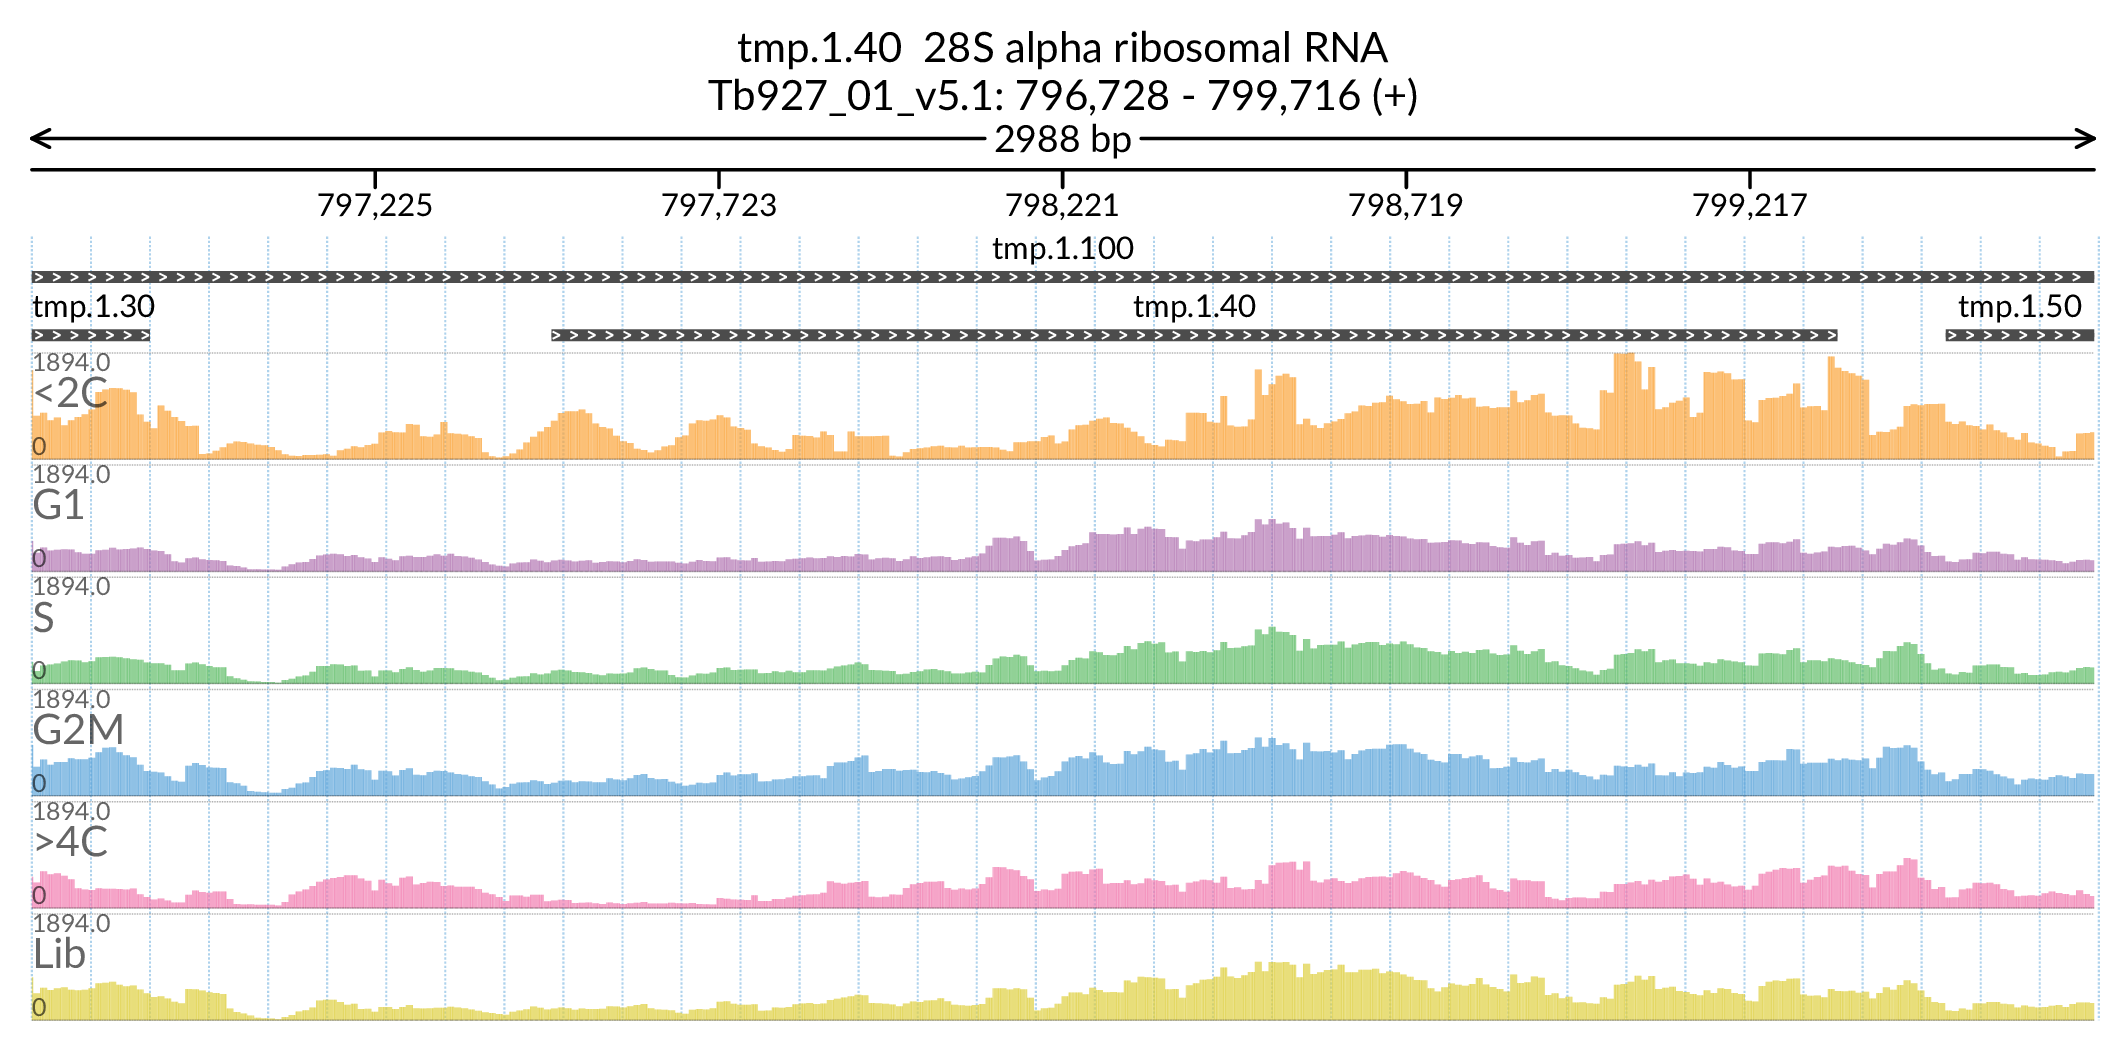 tmp.1.40 28S alpha ribosomal RNA
Tb927_01_v5.1: 796,728 - 799,716 (+)
2988 bp
797,225 797,723 798,221 798,719 799,217
tmp.1.100
tmp.1.30 tmp.1.40 tmp.1.50
1894.0
<2C
0
1894.0
G1
0
1894.0
S
0
1894.0
G2M
0
1894.0
>4C
0
1894.0
Lib
0